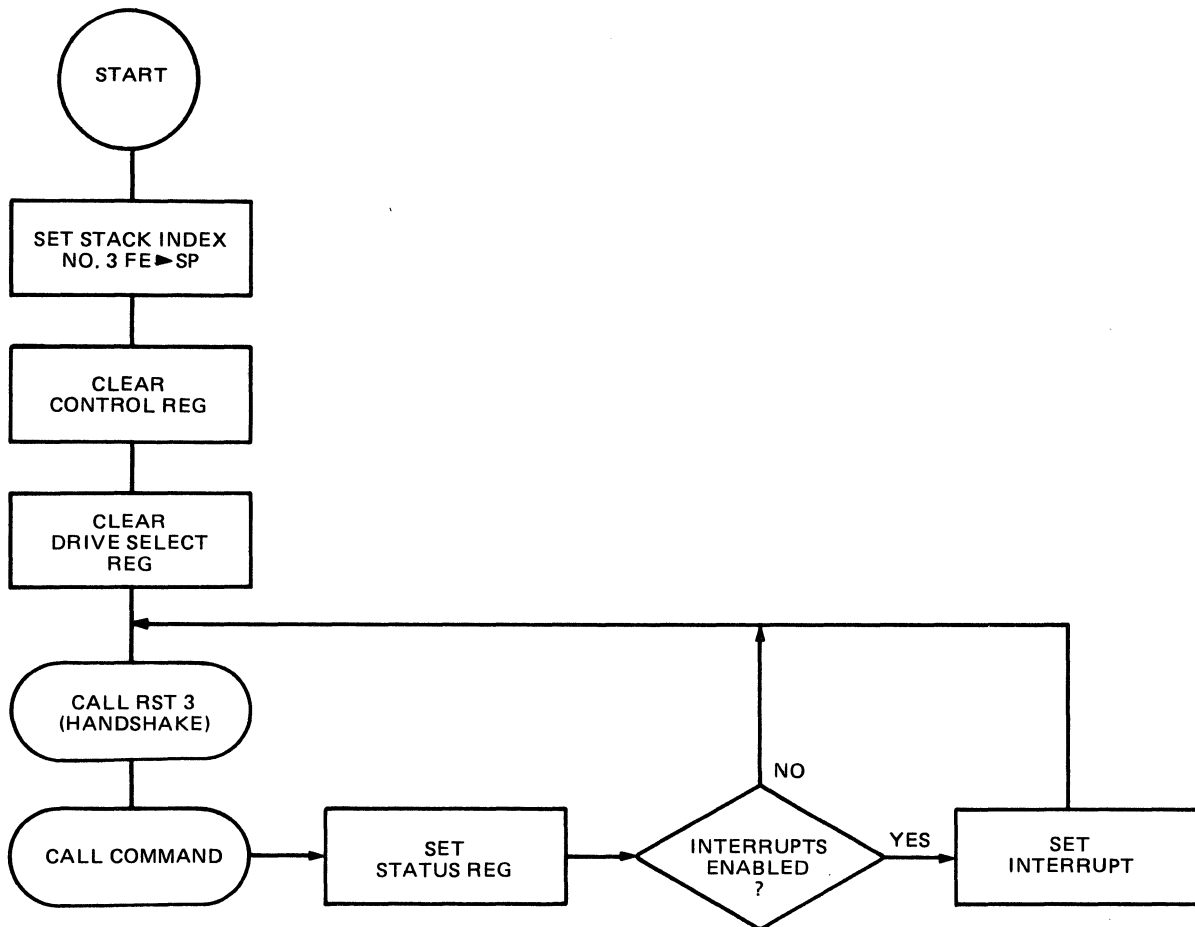 START
SET STACK INDEX
NO. 3 FE►SP
CLEAR
CONTROL REG
CLEAR
DRIVE SELECT
REG
CALL RST 3
(HANDSHAKE)
CALL COMMAND
SET
STATUS REG
INTERRUPTS
ENABLED
?
NO
YES
SET
INTERRUPT